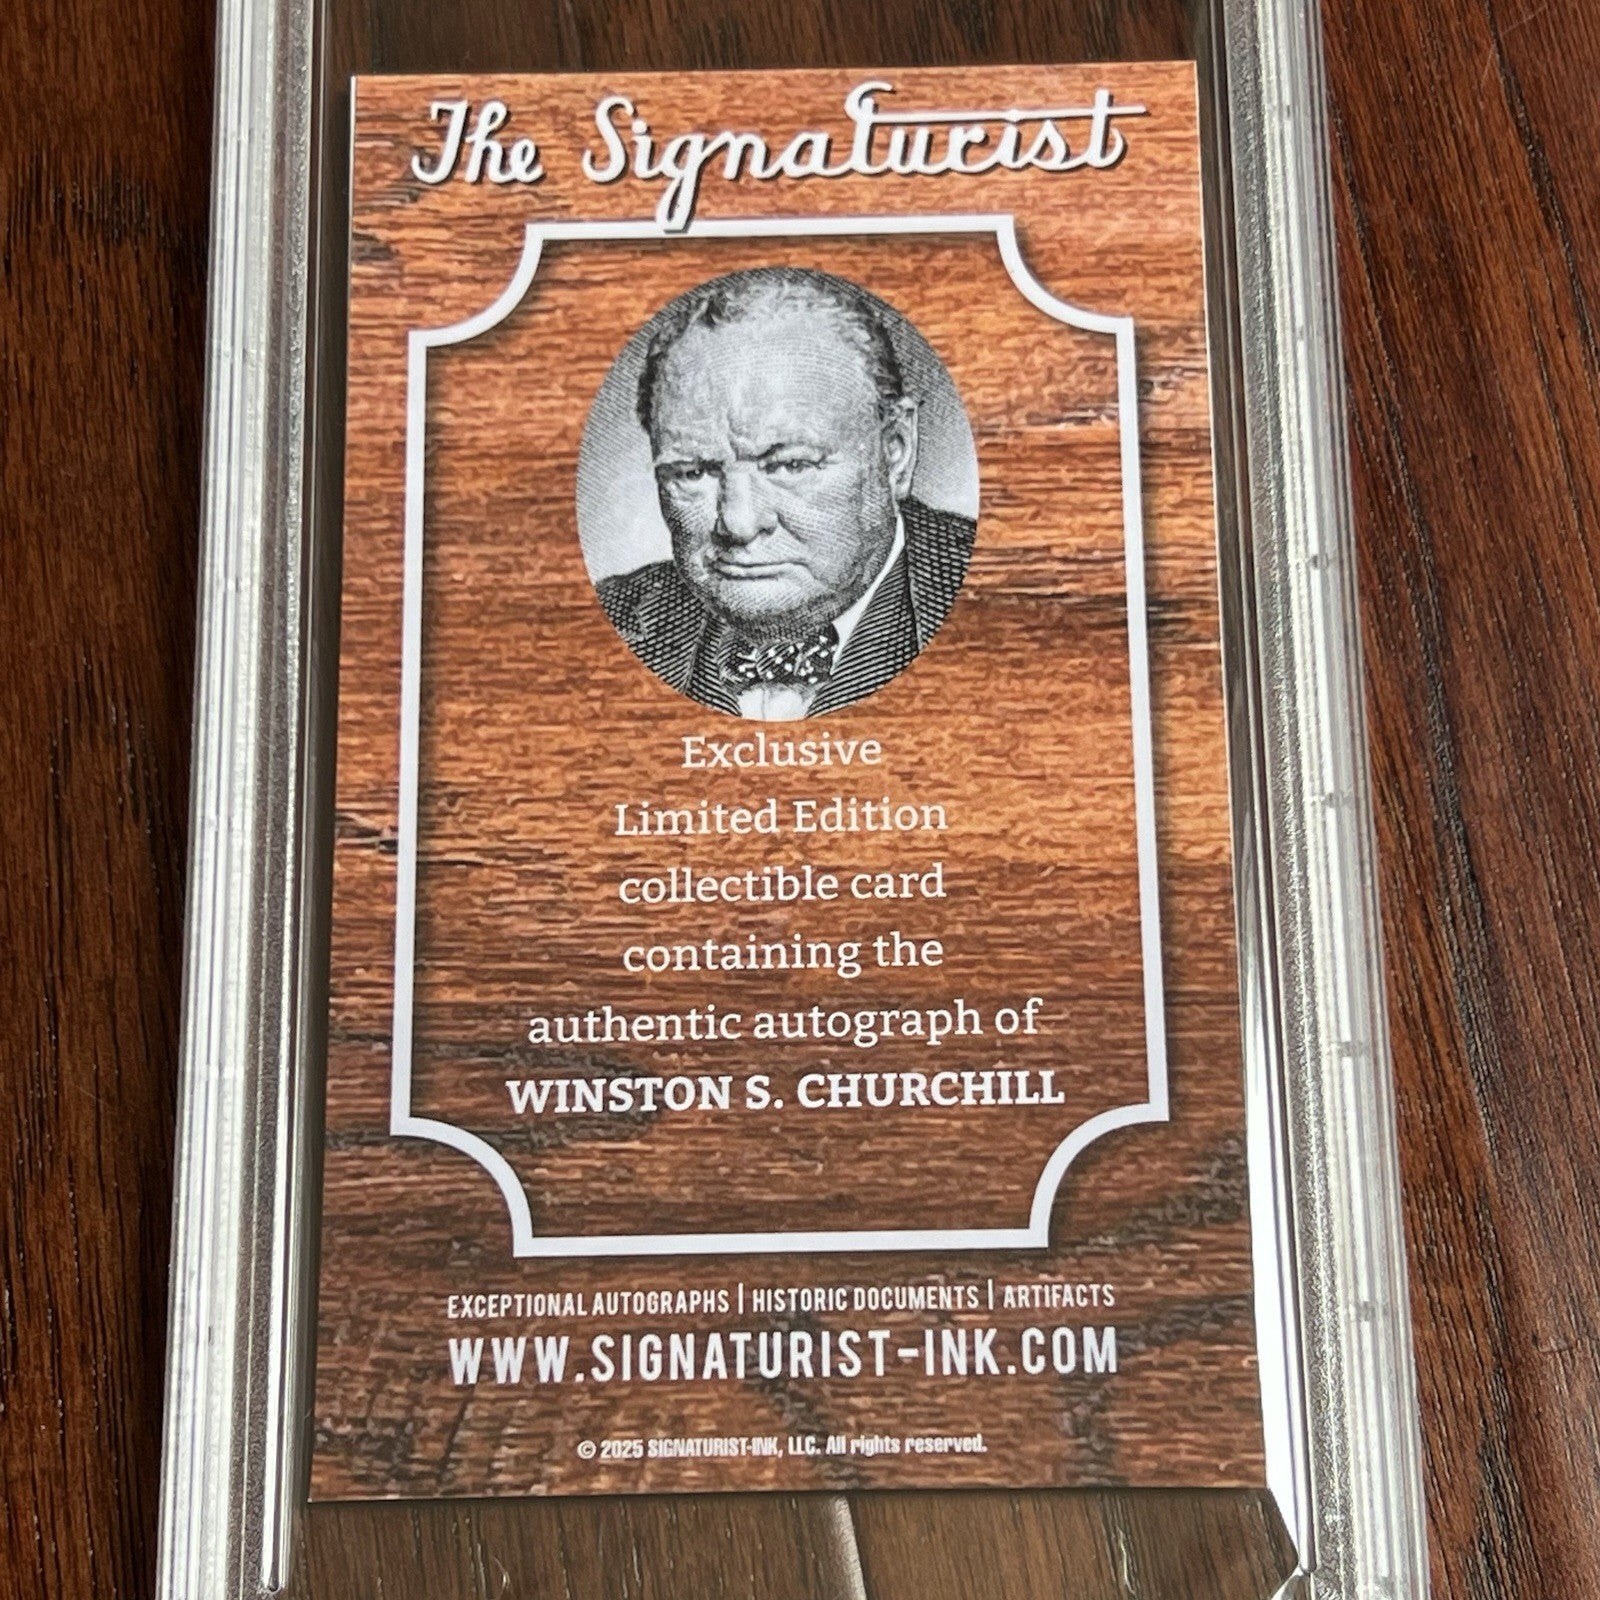 The Signaturist
Exclusive
Limited Edition
collectible card
containing the
authentic autograph of
WINSTON S. CHURCHILL
EXCEPTIONAL AUTOGRAPHS | HISTORIC DOCUMENTS | ARTIFACTS
WWW.SIGNATURIST-INK.COM
© 2025 SIGNATURIST-INK, LLC. All rights reserved.